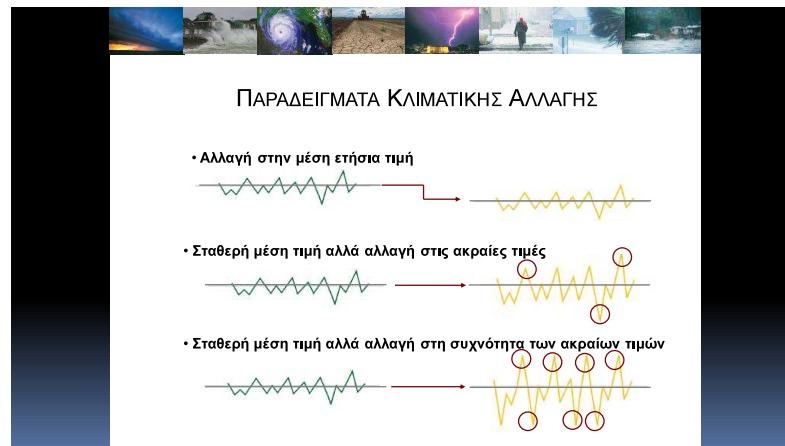 ΠΑΡΑΔΕΙΓΜΑΤΑ ΚΛΙΜΑΤΙΚΗΣ ΑΛΛΑΓΗΣ
• Αλλαγή στην μέση ετήσια τιμή
• Σταθερή μέση τιμή αλλά αλλαγή στις ακραίες τιμές
• Σταθερή μέση τιμή αλλά αλλαγή στη συχνότητα των ακραίων τιμών